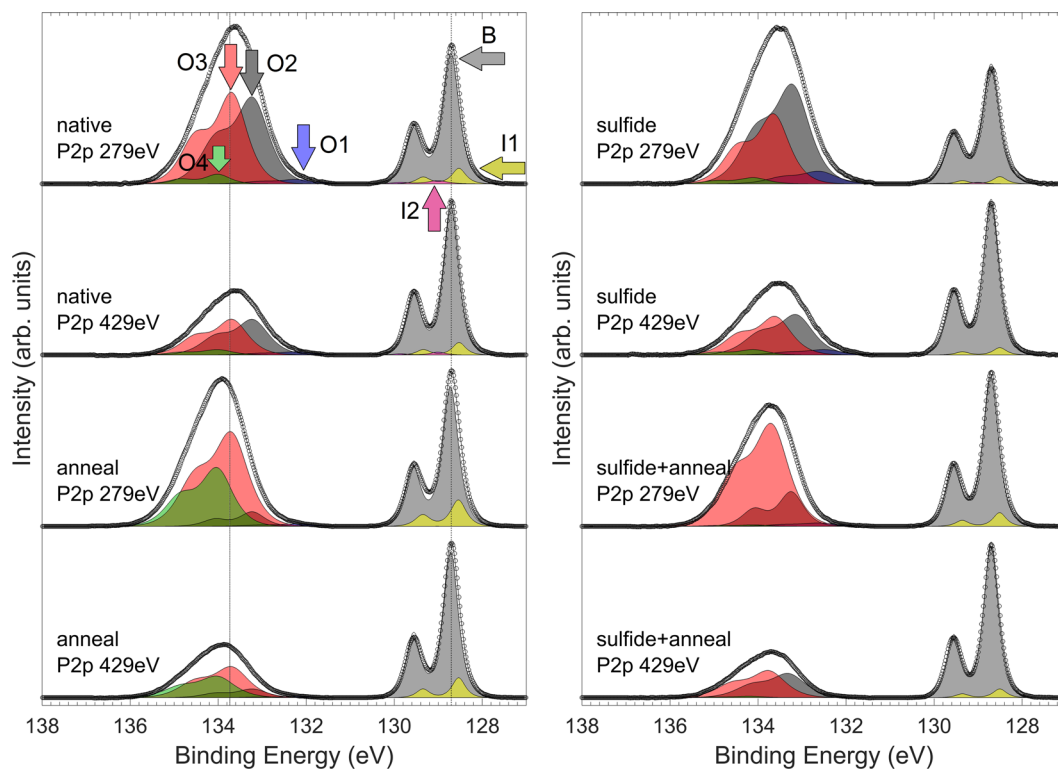 B
O3
O2
native
P2p 279eV
O1
I1
O4
I2
native
P2p 429eV
anneal
P2p 279eV
anneal
P2p 429eV
Intensity (arb. units)
138
136
134
132
130
128
Binding Energy (eV)
sulfide
P2p 279eV
sulfide
P2p 429eV
sulfide+anneal
P2p 279eV
sulfide+anneal
P2p 429eV
Intensity (arb. units)
138
136
134
132
130
128
Binding Energy (eV)